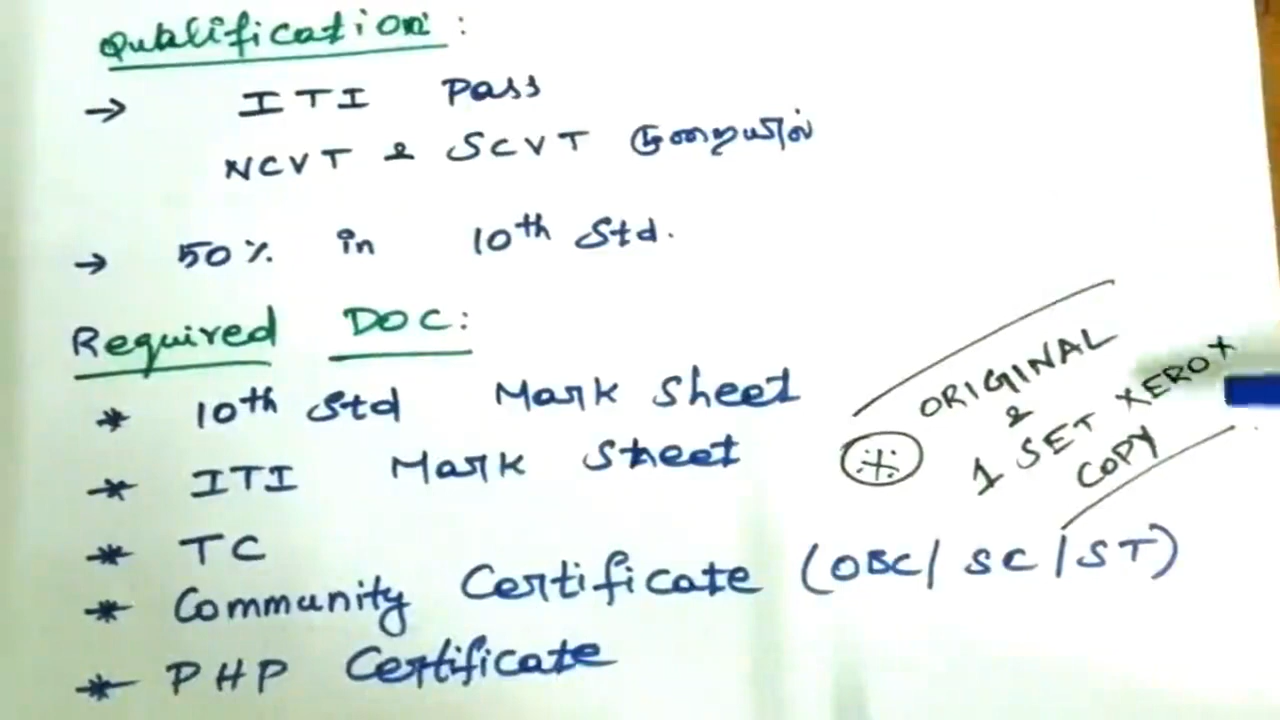 Qualification:
→ ITI Pass
NCVT & SCVT முறையில்
→ 50% in 10th Std.
Required DOC:
* 10th Std Mark Sheet
* ITI Mark Sheet
* TC
* Community Certificate (OBC/SC/ST)
* PHP Certificate
* ORIGINAL
&
1 SET XEROX
COPY